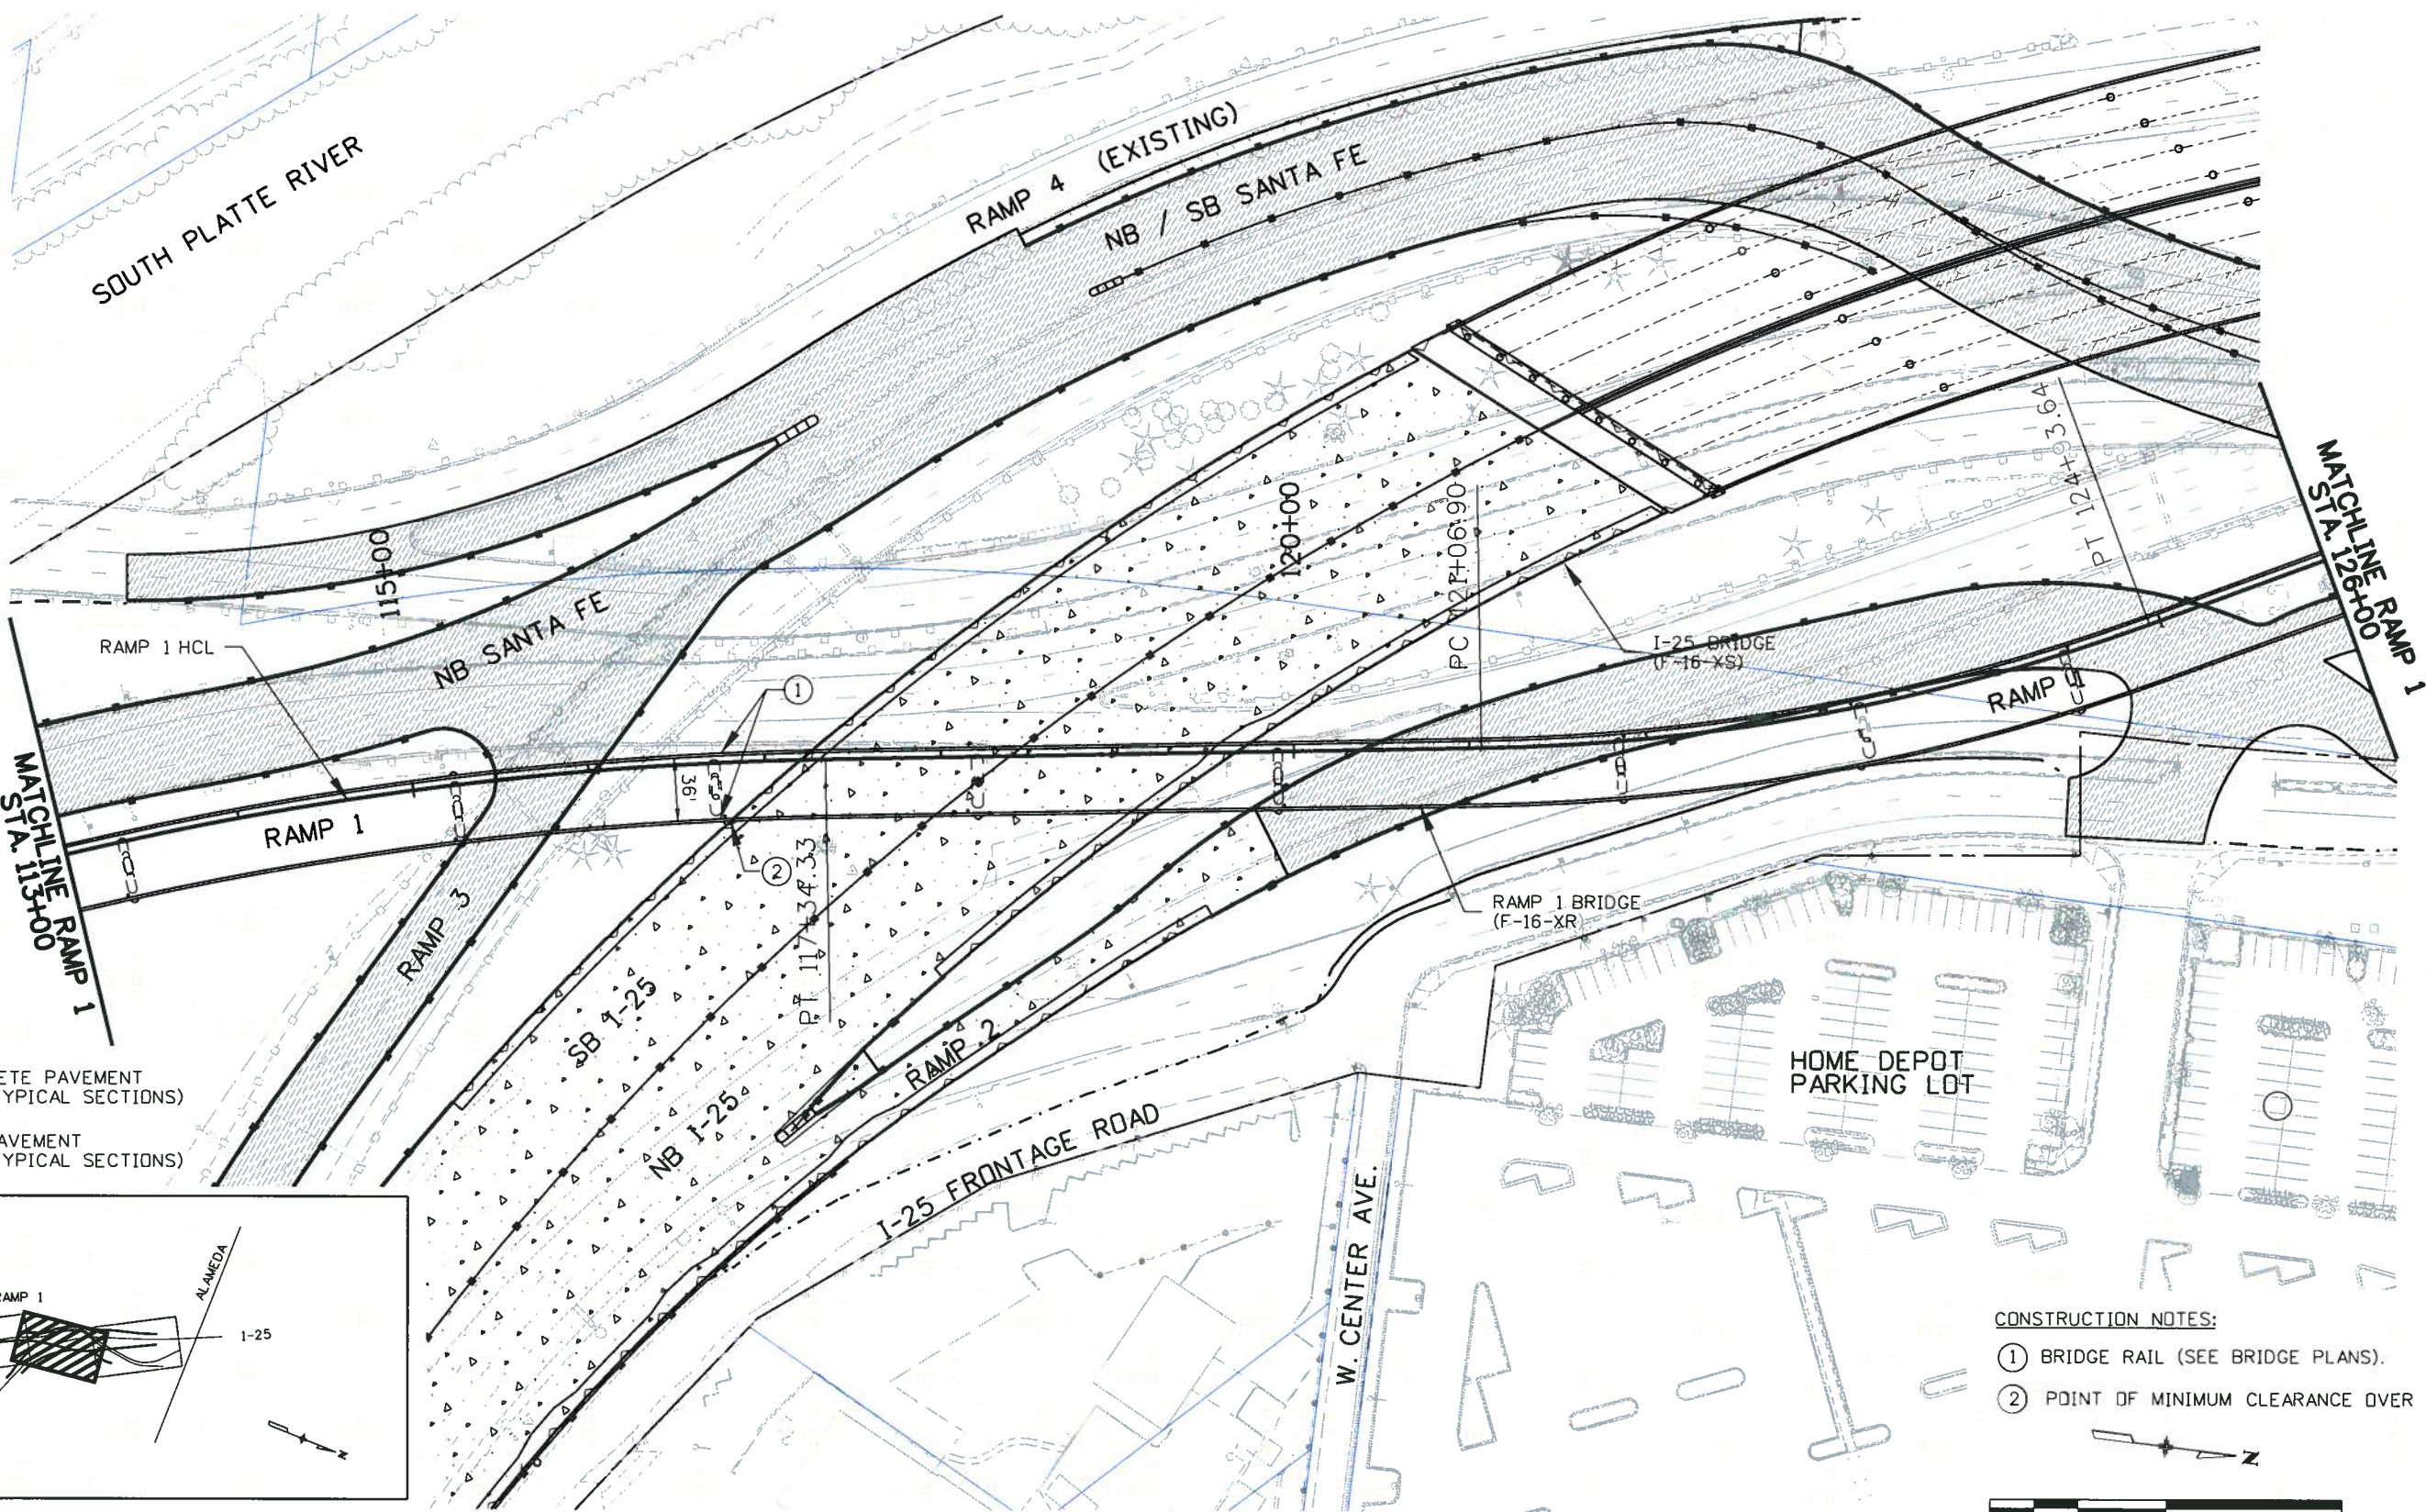 SOUTH PLATTE RIVER
RAMP 4 (EXISTING)
NB / SB SANTA FE
115+00
RAMP 1 HCL
NB SANTA FE
120+00
PC 121+06.90
PT 124+93.64
MATCHLINE RAMP 1
STA. 126+00
I-25 BRIDGE
(F-16-XS)
1
RAMP 1
36'
MATCHLINE RAMP 1
STA. 113+00
RAMP 1
2
PT 117+34.33
RAMP 1 BRIDGE
(F-16-XR)
RAMP 3
SB I-25
RAMP 2
NB I-25
HOME DEPOT
PARKING LOT
I-25 FRONTAGE ROAD
W. CENTER AVE.
ETE PAVEMENT
YPICAL SECTIONS)
AVEMENT
YPICAL SECTIONS)
RAMP 1
ALAMEDA
I-25
N
CONSTRUCTION NOTES:
1 BRIDGE RAIL (SEE BRIDGE PLANS).
2 POINT OF MINIMUM CLEARANCE OVER
N